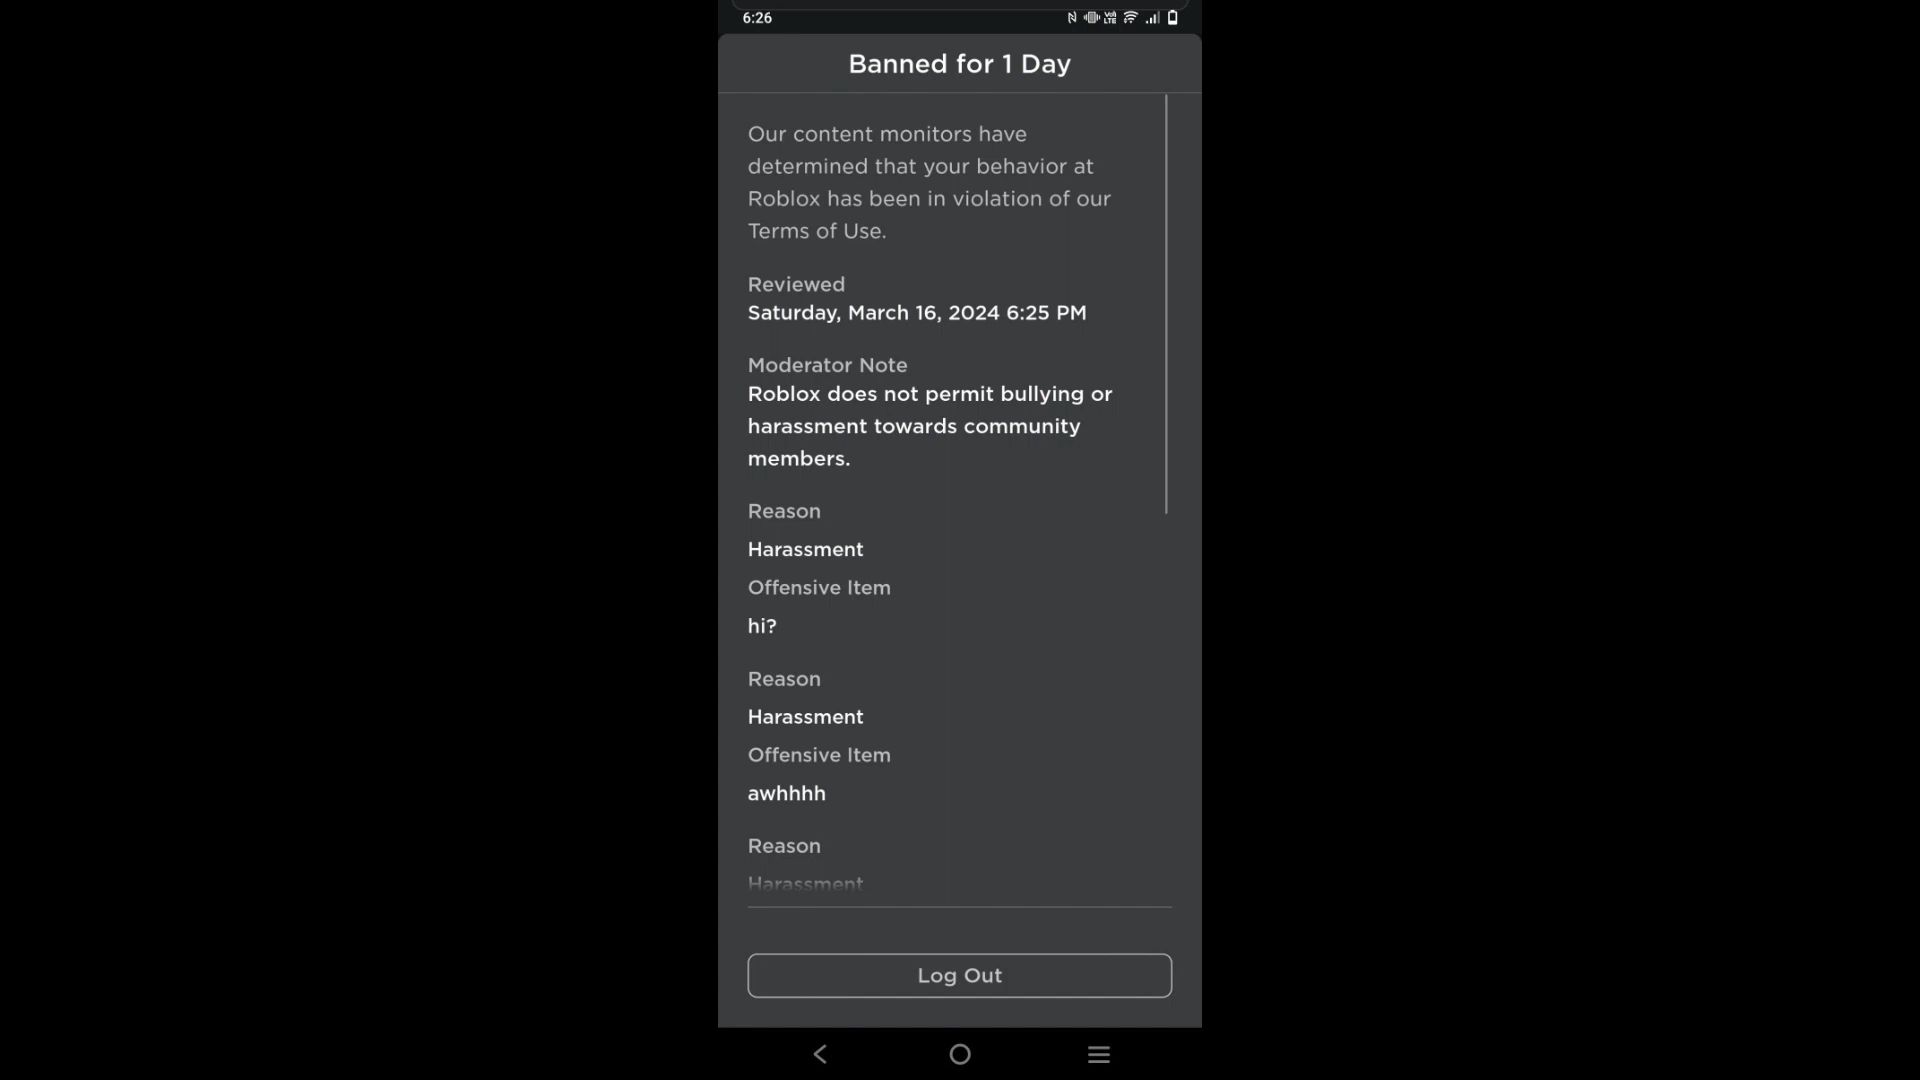 6:26
Banned for 1 Day
Our content monitors have
determined that your behavior at
Roblox has been in violation of our
Terms of Use.
Reviewed
Saturday, March 16, 2024 6:25 PM
Moderator Note
Roblox does not permit bullying or
harassment towards community
members.
Reason
Harassment
Offensive Item
hi?
Reason
Harassment
Offensive Item
awhhhh
Reason
Harassment
Log Out